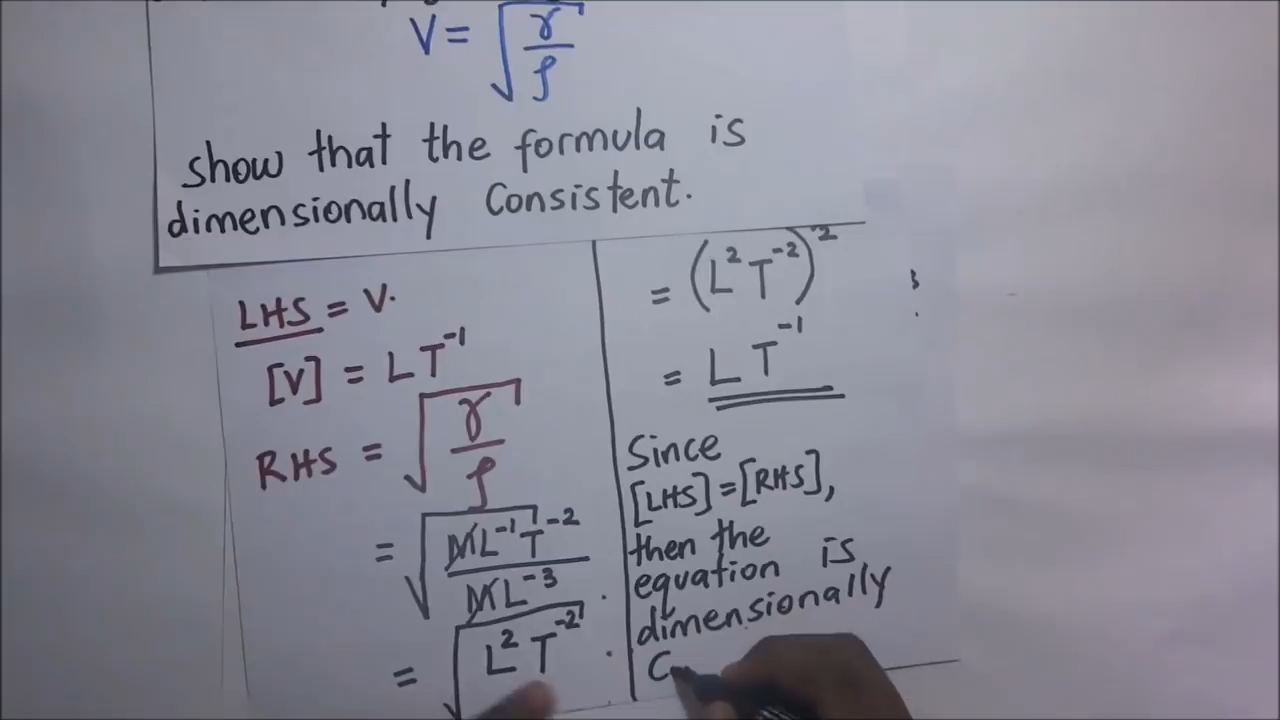 V = √(γ/ρ)
show that the formula is
dimensionally Consistent.
LHS = V.
[V] = LT⁻¹
RHS = √(γ/ρ)
= √(ML⁻¹T⁻²/ML⁻³) .
= √(L²T⁻²) .
= (L²T⁻²)²
= LT⁻¹
Since
[LHS] = [RHS],
then the
equation is
dimensionally
C